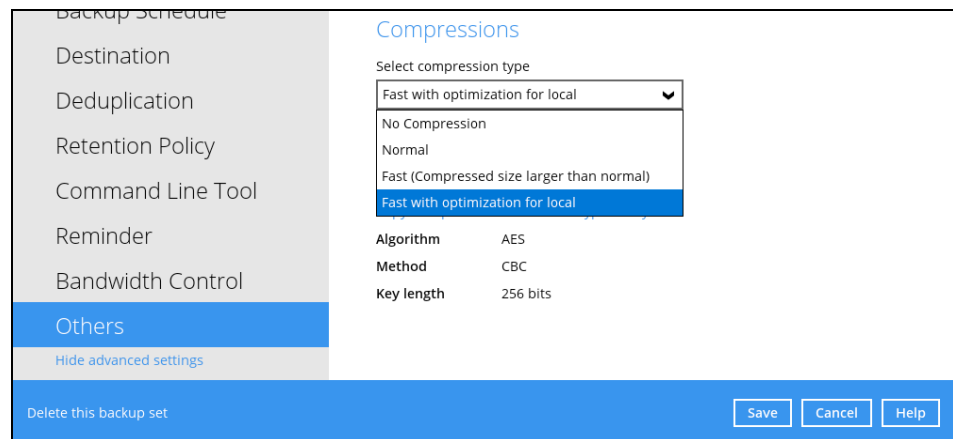 Backup Schedule
Destination
Deduplication
Retention Policy
Command Line Tool
Reminder
Bandwidth Control
Others
Hide advanced settings
Compressions
Select compression type
Fast with optimization for local
No Compression
Normal
Fast (Compressed size larger than normal)
Fast with optimization for local
Algorithm AES
Method CBC
Key length 256 bits
Delete this backup set
Save Cancel Help